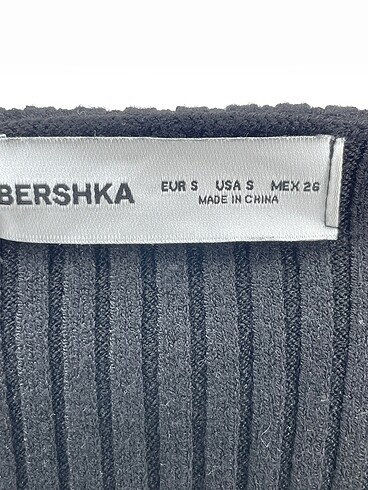 BERSHKA
EUR S USA S MEX 26
MADE IN CHINA